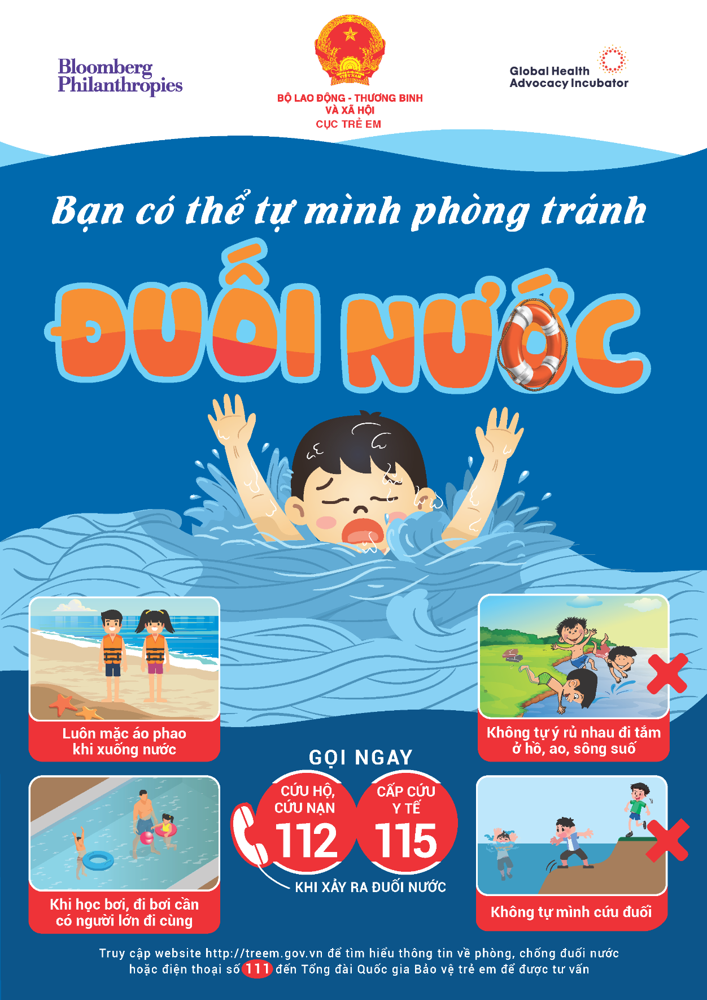 Bloomberg
Philanthropies
VIỆT NAM
BỘ LAO ĐỘNG - THƯƠNG BINH
VÀ XÃ HỘI
CỤC TRẺ EM
Global Health
Advocacy Incubator
Bạn có thể tự mình phòng tránh
ĐUỐI NƯỚC
Luôn mặc áo phao
khi xuống nước
Không tự ý rủ nhau đi tắm
ở hồ, ao, sông suố
Khi học bơi, đi bơi cần
có người lớn đi cùng
GỌI NGAY
CỨU HỘ,
CỨU NẠN
112
CẤP CỨU
Y TẾ
115
KHI XẢY RA ĐUỐI NƯỚC
Không tự mình cứu đuối
Truy cập website http://treem.gov.vn để tìm hiểu thông tin về phòng, chống đuối nước
hoặc điện thoại số 111 đến Tổng đài Quốc gia Bảo vệ trẻ em để được tư vấn